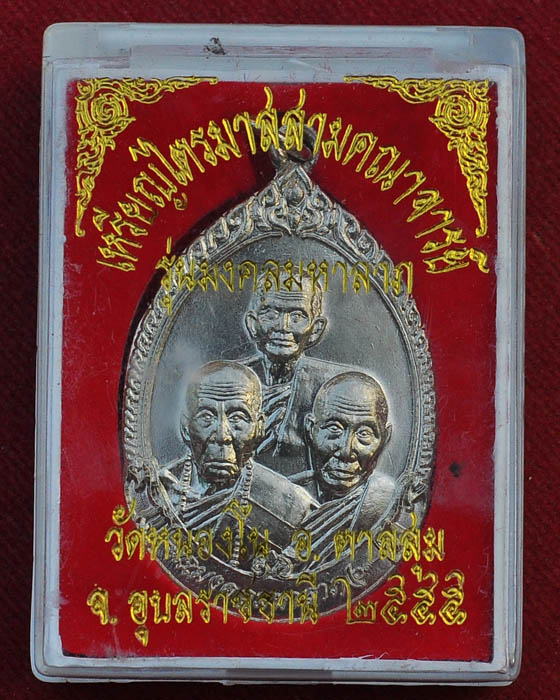 เหรียญไตรมาสสามคณาจารย์
รุ่นมงคลมหาลาภ
วัดหนองโน อ. ตาลสุม
จ. อุบลราชธานี ๒๕๕๕